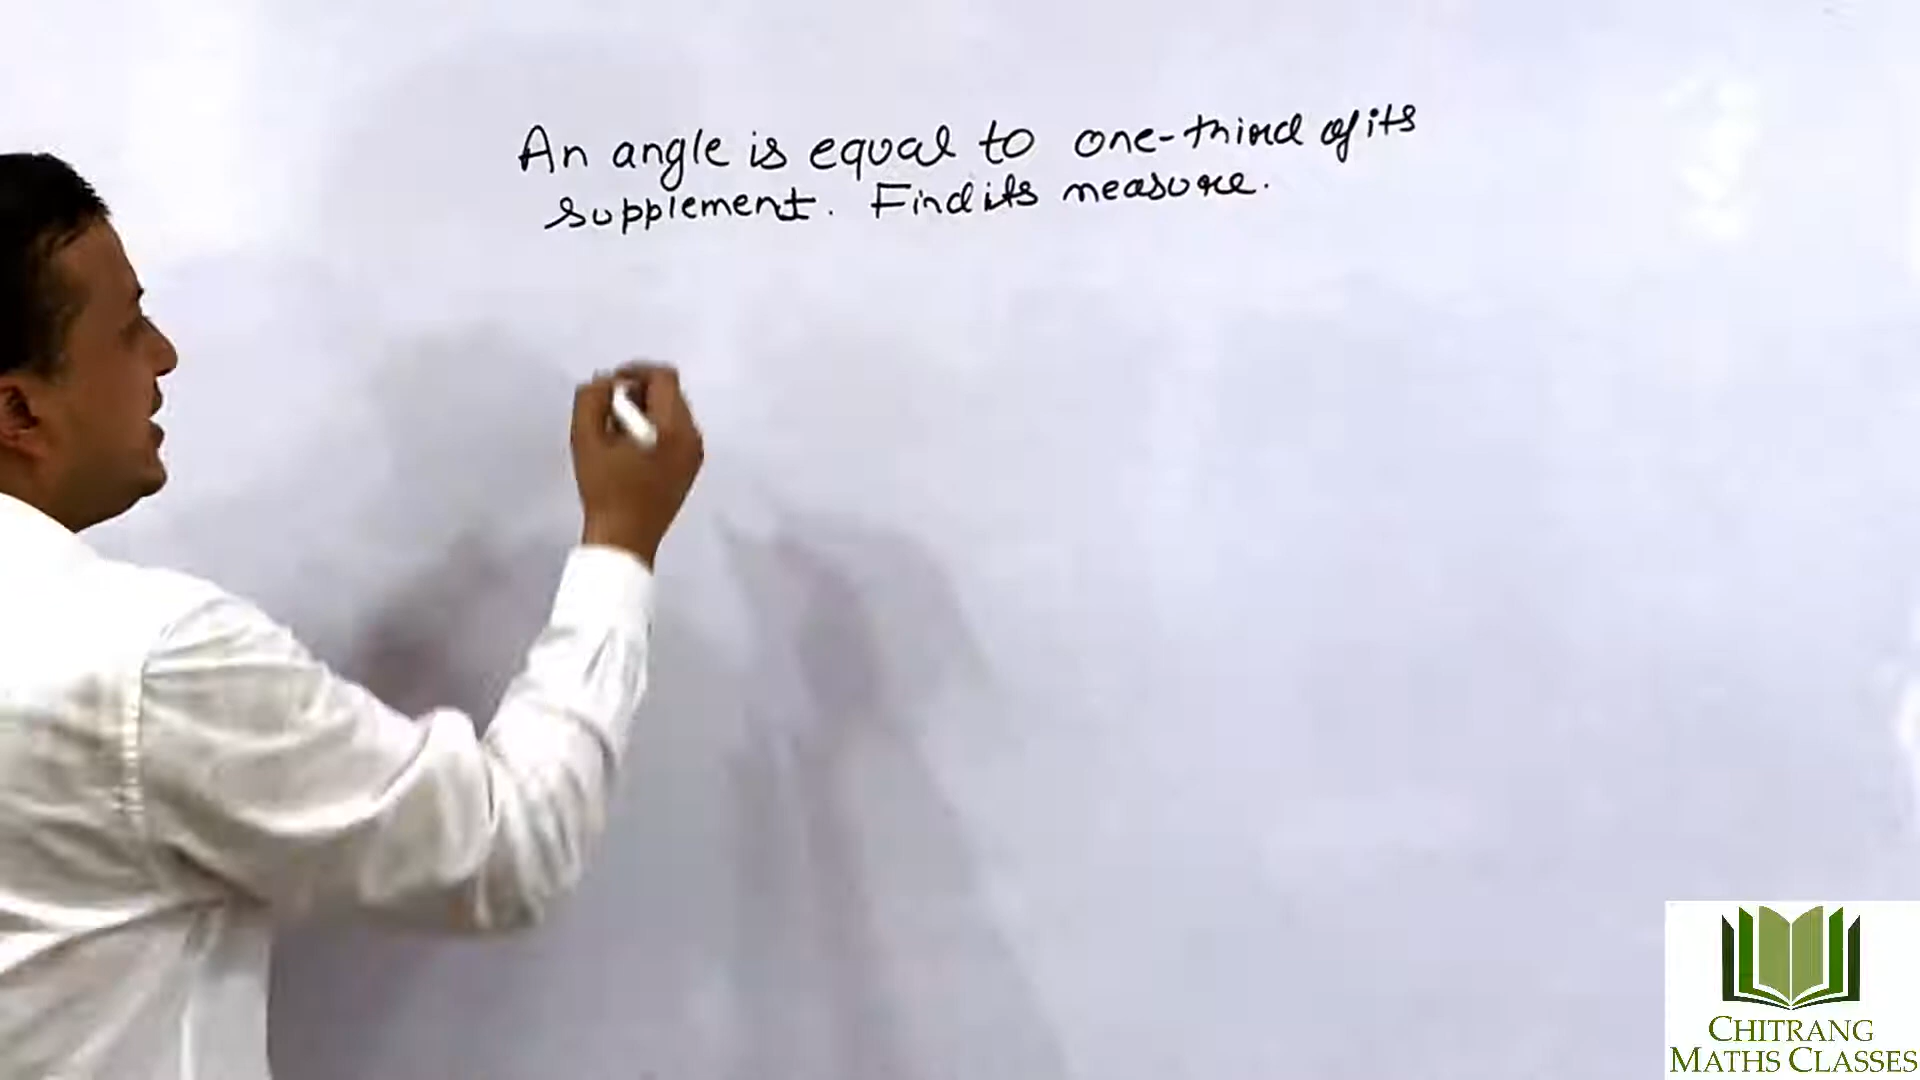 An angle is equal to one-third of its
supplement. Find its measure.
CHITRANG
MATHS CLASSES